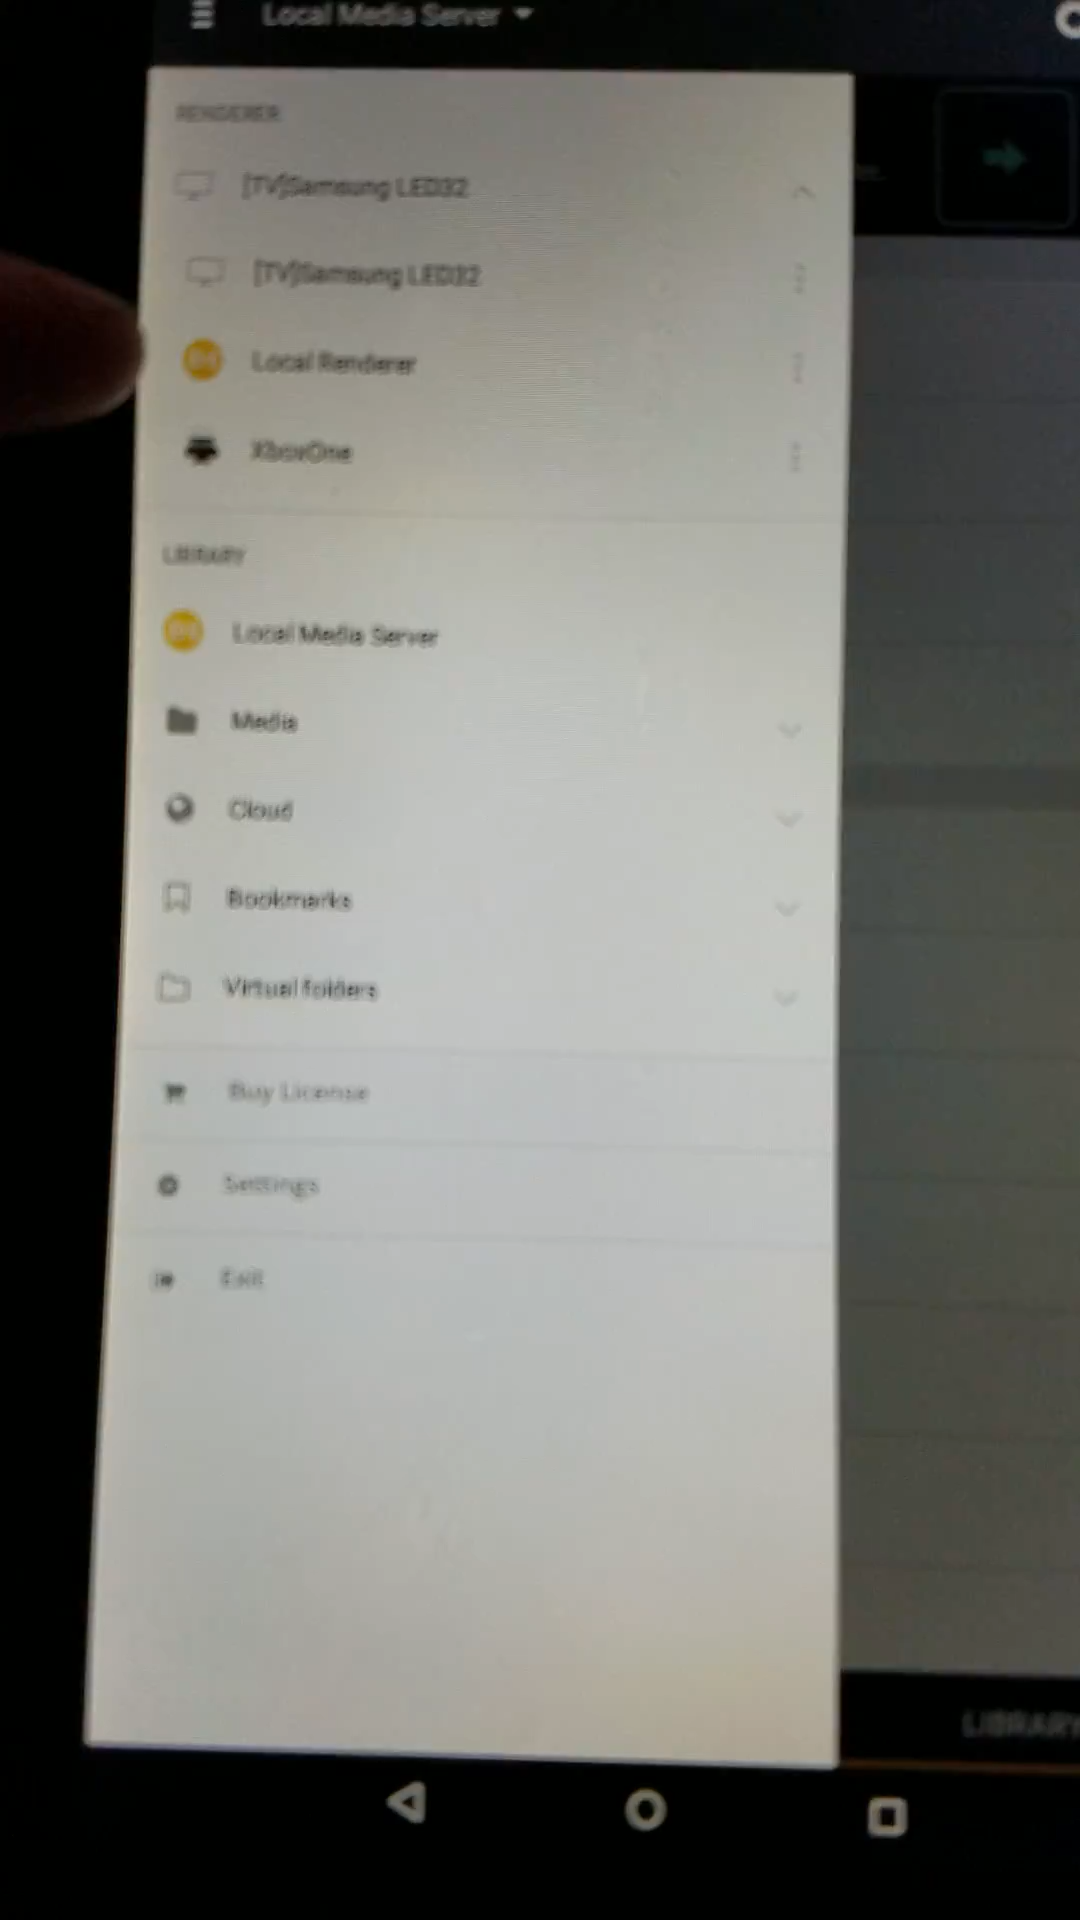 Local Media Server
RENDERER
[TV]Samsung LED32
[TV]Samsung LED32
Local Renderer
XboxOne
LIBRARY
Local Media Server
Media
Cloud
Bookmarks
Virtual folders
Buy License
Settings
Exit
LIBRARY